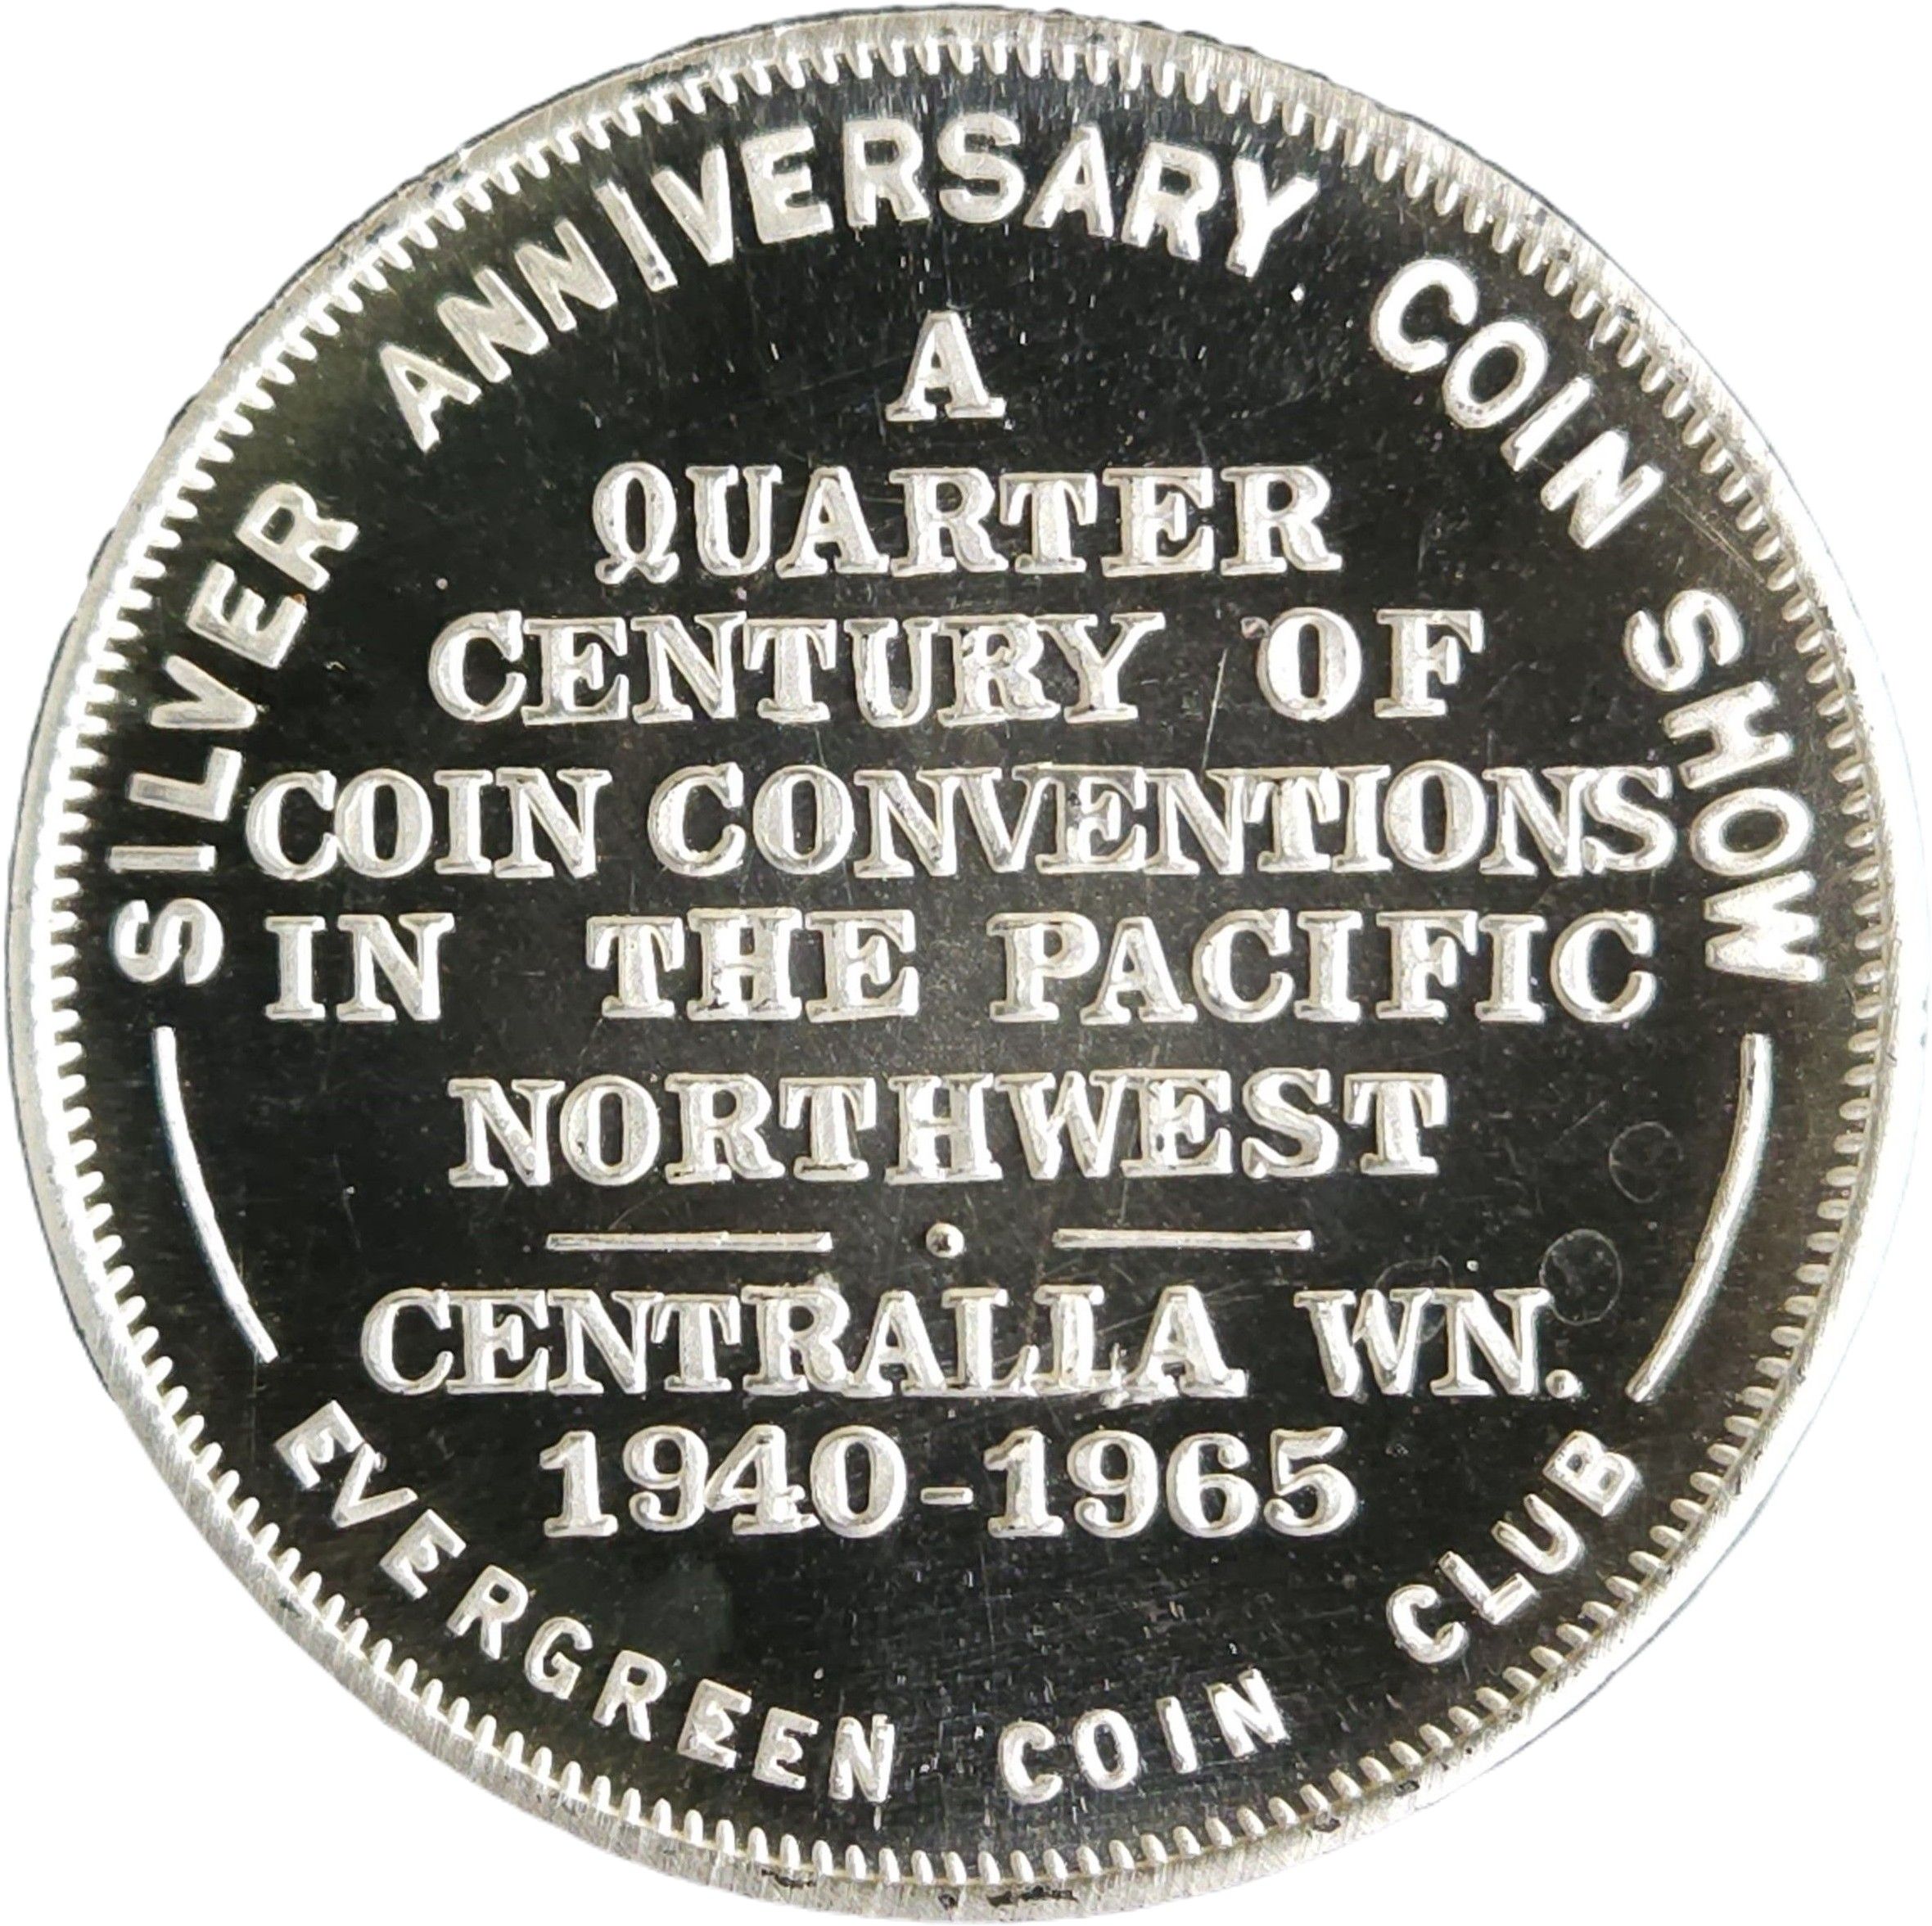 SILVER ANNIVERSARY COIN SHOW
A
QUARTER
CENTURY OF
COIN CONVENTIONS
IN THE PACIFIC
NORTHWEST
CENTRALIA WN.
1940-1965
EVERGREEN COIN CLUB